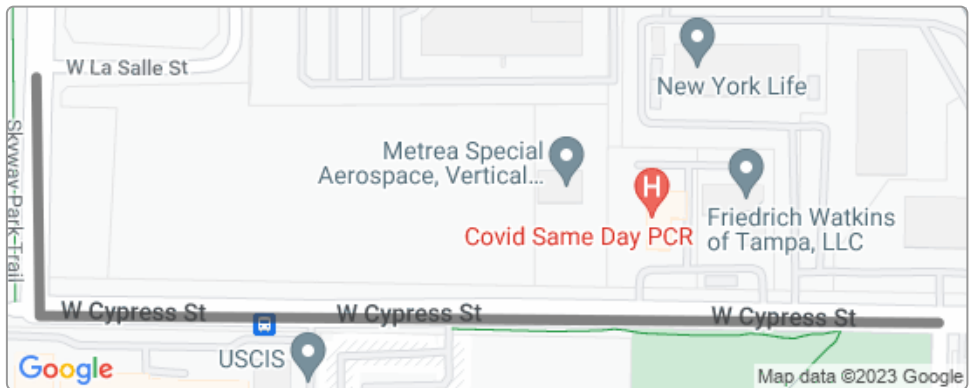 W La Salle St
New York Life
Metrea Special
Aerospace, Vertical...
Skyway-Park-Trail
H
Covid Same Day PCR
Friedrich Watkins
of Tampa, LLC
W Cypress St
W Cypress St
W Cypress St
USCIS
Google
Map data ©2023 Google